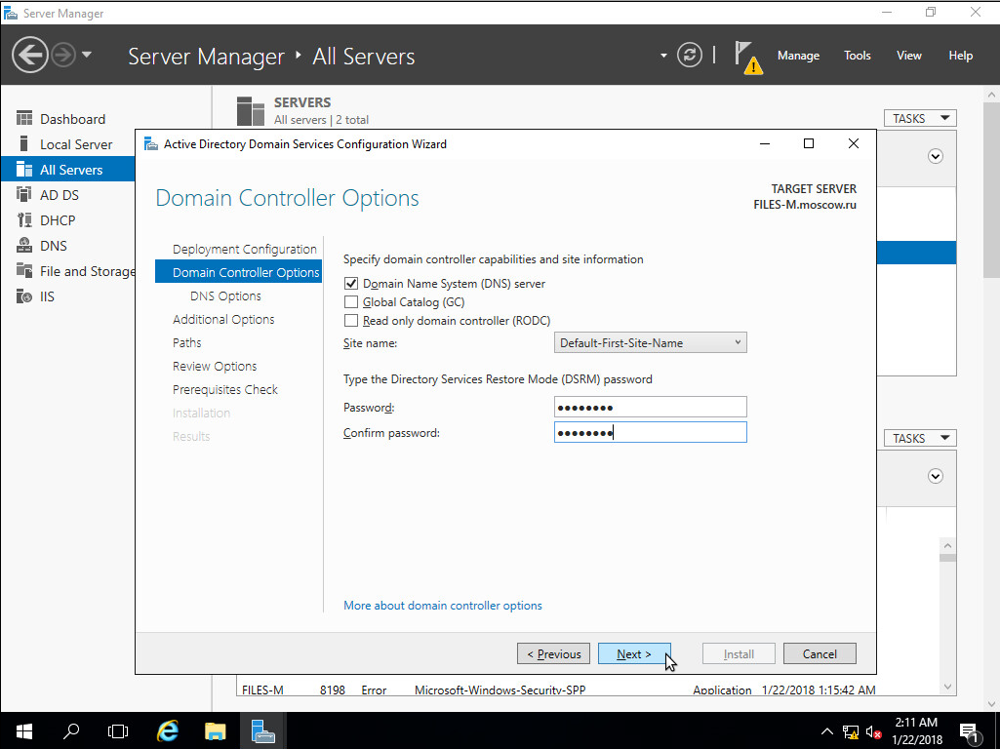 Server Manager
Server Manager ‣ All Servers
Manage Tools View Help
Dashboard
Local Server
All Servers
AD DS
DHCP
DNS
File and Storage
IIS
SERVERS
All servers | 2 total
TASKS
Active Directory Domain Services Configuration Wizard
Domain Controller Options
TARGET SERVER
FILES-M.moscow.ru
Deployment Configuration
Domain Controller Options
DNS Options
Additional Options
Paths
Review Options
Prerequisites Check
Installation
Results
Specify domain controller capabilities and site information
Domain Name System (DNS) server
Global Catalog (GC)
Read only domain controller (RODC)
Site name: Default-First-Site-Name
Type the Directory Services Restore Mode (DSRM) password
Password: ●●●●●●●●
Confirm password: ●●●●●●●●
More about domain controller options
< Previous Next > Install Cancel
TASKS
FILES-M 8198 Error Microsoft-Windows-Security-SPP Application 1/22/2018 1:15:42 AM
2:11 AM
1/22/2018
1